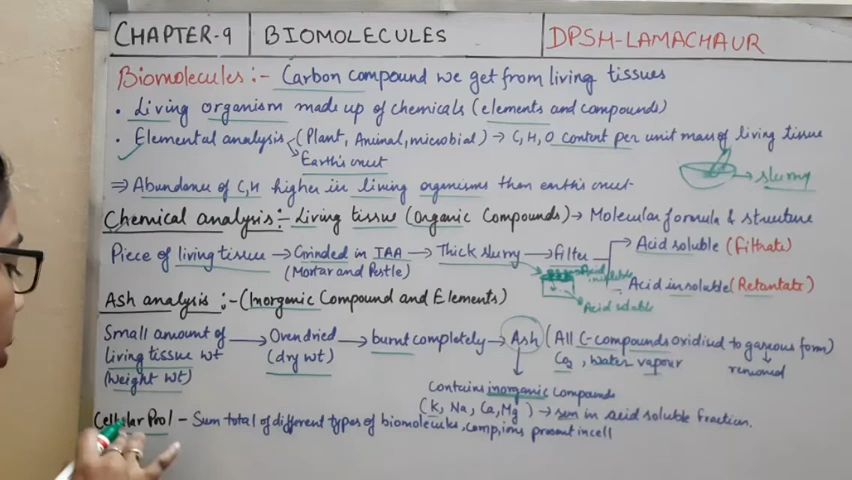 CHAPTER-9 BIOMOLECULES DPSH-LAMACHAUR
Biomolecules:- Carbon compound we get from living tissues
• Living organism made up of chemicals (elements and compounds)
• Elemental analysis (Plant, Animal, microbial) → C, H, O content per unit mass of living tissue
Earth's crust
→ slurry
⇒ Abundance of C, H higher in living organisms than earth's crust.
Chemical analysis:- Living tissue (Organic Compounds) → Molecular formula & structure
Piece of living tissue → Grinded in TAA → Thick slurry → Filter → Acid soluble (Filtrate)
(Mortar and Pestle)
Acid insoluble
→ Acid insoluble (Retantate)
Acid soluble
Ash analysis :- (Inorganic Compound and Elements)
Small amount of living tissue wt (Weight wt) → Oven dried (dry wt) → burnt completely → Ash (All C-compounds oxidised to gaseous form)
CO2, water vapour removed
Contains inorganic compounds
(K, Na, Ca, Mg) → seen in acid soluble fraction.
Cellular Pool - Sum total of different types of biomolecules, comp, ions present in cell